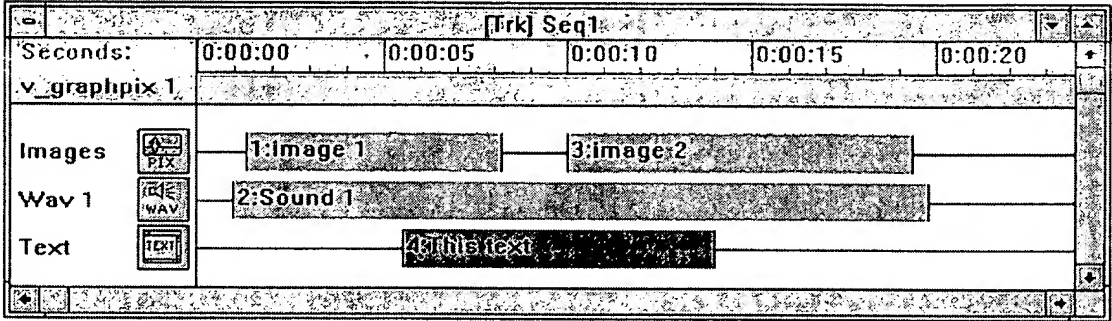 [Trk] Seq1
Seconds: 0:00:00 0:00:05 0:00:10 0:00:15 0:00:20
v_graphpix 1
Images PIX 1:Image 1 3:image 2
Wav 1 WAV 2:Sound 1
Text TEXT 4:This text